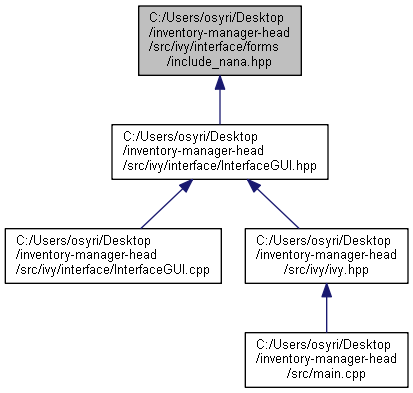 C:/Users/osyri/Desktop
/inventory-manager-head
/src/ivy/interface/forms
/include_nana.hpp
C:/Users/osyri/Desktop
/inventory-manager-head
/src/ivy/interface/InterfaceGUI.hpp
C:/Users/osyri/Desktop
/inventory-manager-head
/src/ivy/interface/InterfaceGUI.cpp
C:/Users/osyri/Desktop
/inventory-manager-head
/src/ivy/ivy.hpp
C:/Users/osyri/Desktop
/inventory-manager-head
/src/main.cpp